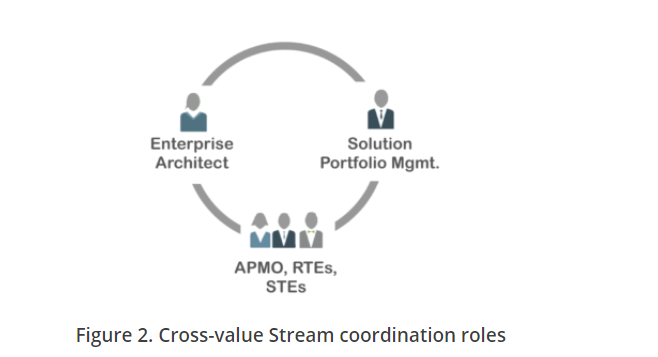 Enterprise
Architect
Solution
Portfolio Mgmt.
APMO, RTEs,
STEs
Figure 2. Cross-value Stream coordination roles